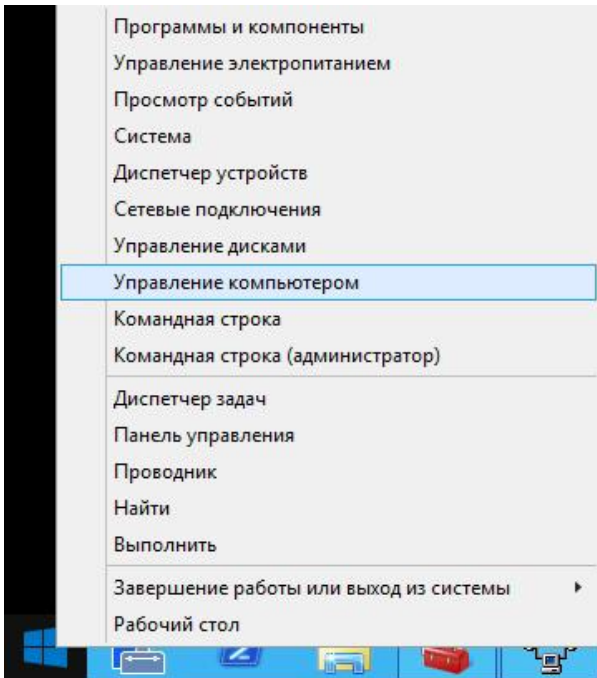 Программы и компоненты
Управление электропитанием
Просмотр событий
Система
Диспетчер устройств
Сетевые подключения
Управление дисками
Управление компьютером
Командная строка
Командная строка (администратор)
Диспетчер задач
Панель управления
Проводник
Найти
Выполнить
Завершение работы или выход из системы
Рабочий стол